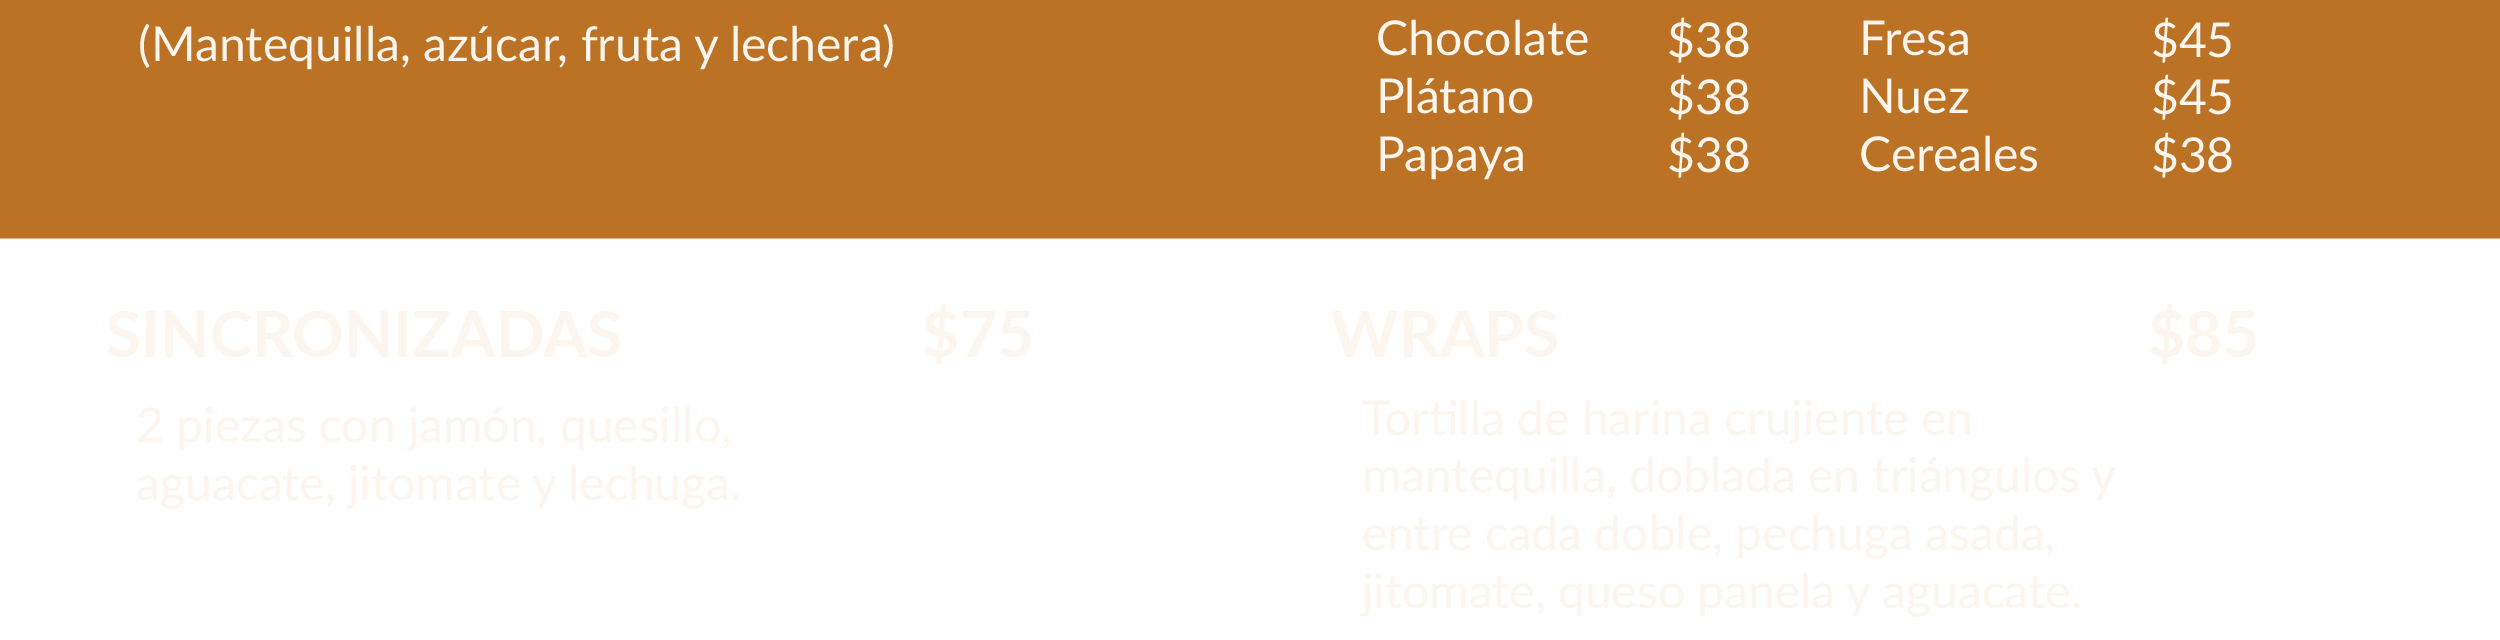 (Mantequilla, azúcar, fruta y lechera)
Chocolate $38 Fresa $45
Plátano $38 Nuez $45
Papaya $38 Cereales $38
SINCRONIZADAS $75
2 piezas con jamón, quesillo,
aguacate, jitomate y lechuga.
WRAPS $85
Tortilla de harina crujiente en
mantequilla, doblada en triángulos y
entre cada doble, pechuga asada,
jitomate, queso panela y aguacate.